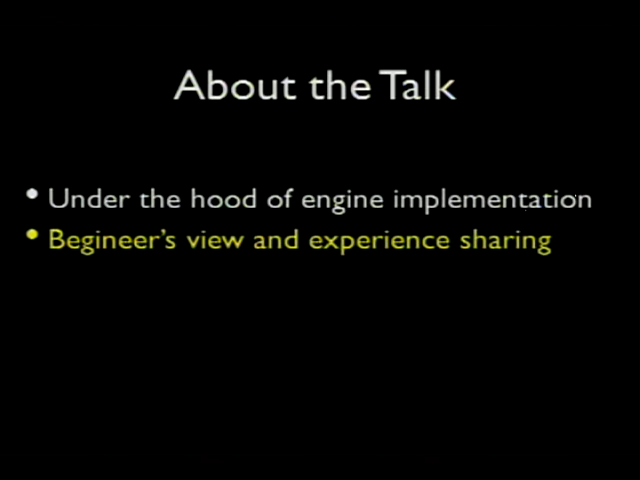 About the Talk
• Under the hood of engine implementation
• Begineer's view and experience sharing